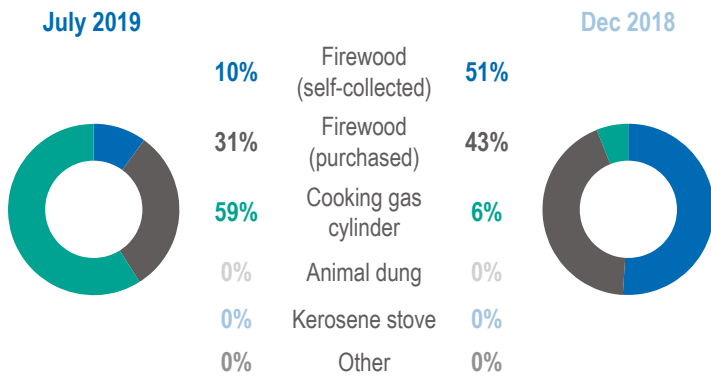 July 2019
Dec 2018
10%
Firewood
(self-collected)
51%
31%
Firewood
(purchased)
43%
59%
Cooking gas
cylinder
6%
0%
Animal dung
0%
0%
Kerosene stove
0%
0%
Other
0%